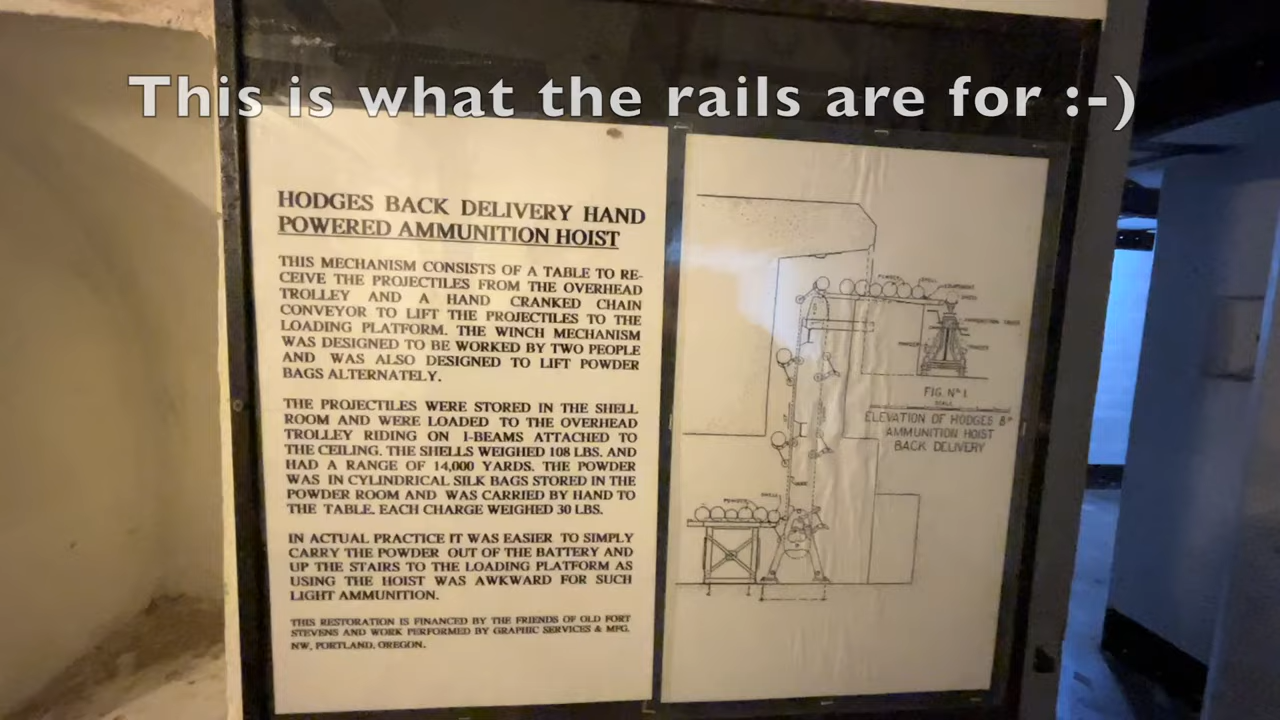 This is what the rails are for :-)
HODGES BACK DELIVERY HAND
POWERED AMMUNITION HOIST
THIS MECHANISM CONSISTS OF A TABLE TO RE-
CEIVE THE PROJECTILES FROM THE OVERHEAD
TROLLEY AND A HAND CRANKED CHAIN
CONVEYOR TO LIFT THE PROJECTILES TO THE
LOADING PLATFORM. THE WINCH MECHANISM
WAS DESIGNED TO BE WORKED BY TWO PEOPLE
AND WAS ALSO DESIGNED TO LIFT POWDER
BAGS ALTERNATELY.
THE PROJECTILES WERE STORED IN THE SHELL
ROOM AND WERE LOADED TO THE OVERHEAD
TROLLEY RIDING ON I-BEAMS ATTACHED TO
THE CEILING. THE SHELLS WEIGHED 108 LBS. AND
HAD A RANGE OF 14,000 YARDS. THE POWDER
WAS IN CYLINDRICAL SILK BAGS STORED IN THE
POWDER ROOM AND WAS CARRIED BY HAND TO
THE TABLE. EACH CHARGE WEIGHED 30 LBS.
IN ACTUAL PRACTICE IT WAS EASIER TO SIMPLY
CARRY THE POWDER OUT OF THE BATTERY AND
UP THE STAIRS TO THE LOADING PLATFORM AS
USING THE HOIST WAS AWKWARD FOR SUCH
LIGHT AMMUNITION.
THIS RESTORATION IS FINANCED BY THE FRIENDS OF OLD FORT
STEVENS AND WORK PERFORMED BY GRAPHIC SERVICES & MFG.
NW, PORTLAND, OREGON.
POWDER SHELL
SHELL
FIG. Nº 1.
SCALE
ELEVATION OF HODGES
AMMUNITION HOIST
BACK DELIVERY
POWDER SHELL